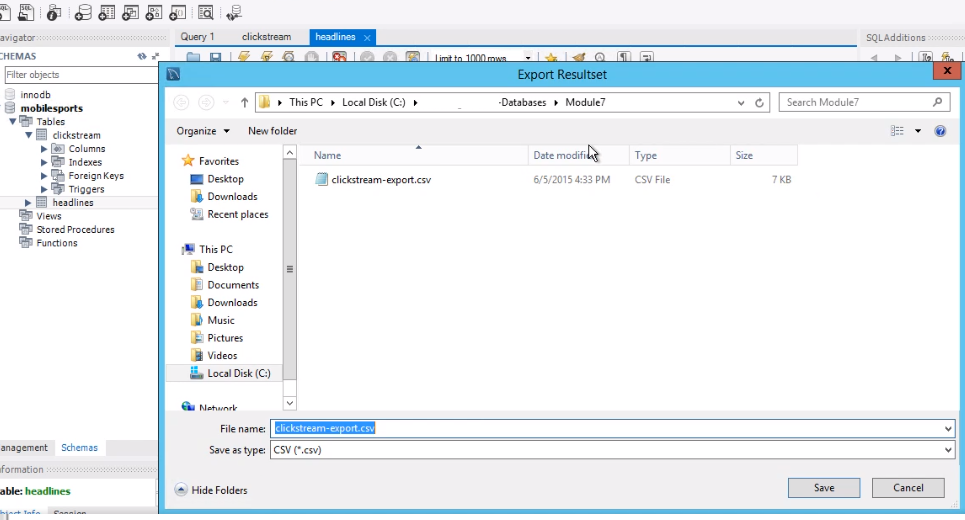 Query 1 clickstream headlines × SQLAdditions
avigator
CHEMAS
Limit to 1000 rows
Filter objects
Export Resultset
x
innodb
mobilesports
Tables
clickstream
Columns
Indexes
Foreign Keys
Triggers
headlines
Views
Stored Procedures
Functions
This PC Local Disk (C:) -Databases Module7
Search Module7
Organize New folder
Name Date modifi Type Size
clickstream-export.csv 6/5/2015 4:33 PM CSV File 7 KB
Favorites
Desktop
Downloads
Recent places
This PC
Desktop
Documents
Downloads
Music
Pictures
Videos
Local Disk (C:)
Network
File name: clickstream-export.csv
Save as type: CSV (*.csv)
Hide Folders
Save Cancel
anagement Schemas
nformation
able: headlines
bject Info Session